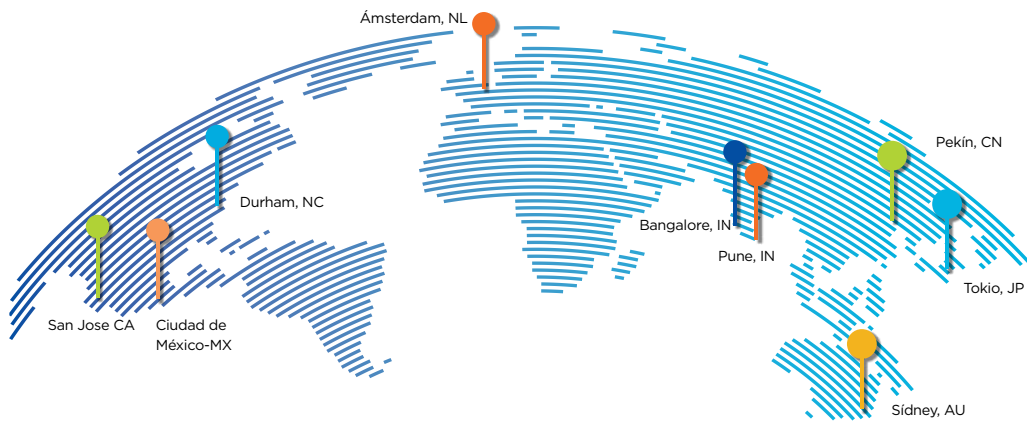 Ámsterdam, NL
Pekín, CN
Durham, NC
Bangalore, IN
Pune, IN
Tokio, JP
San Jose CA
Ciudad de
México-MX
Sídney, AU